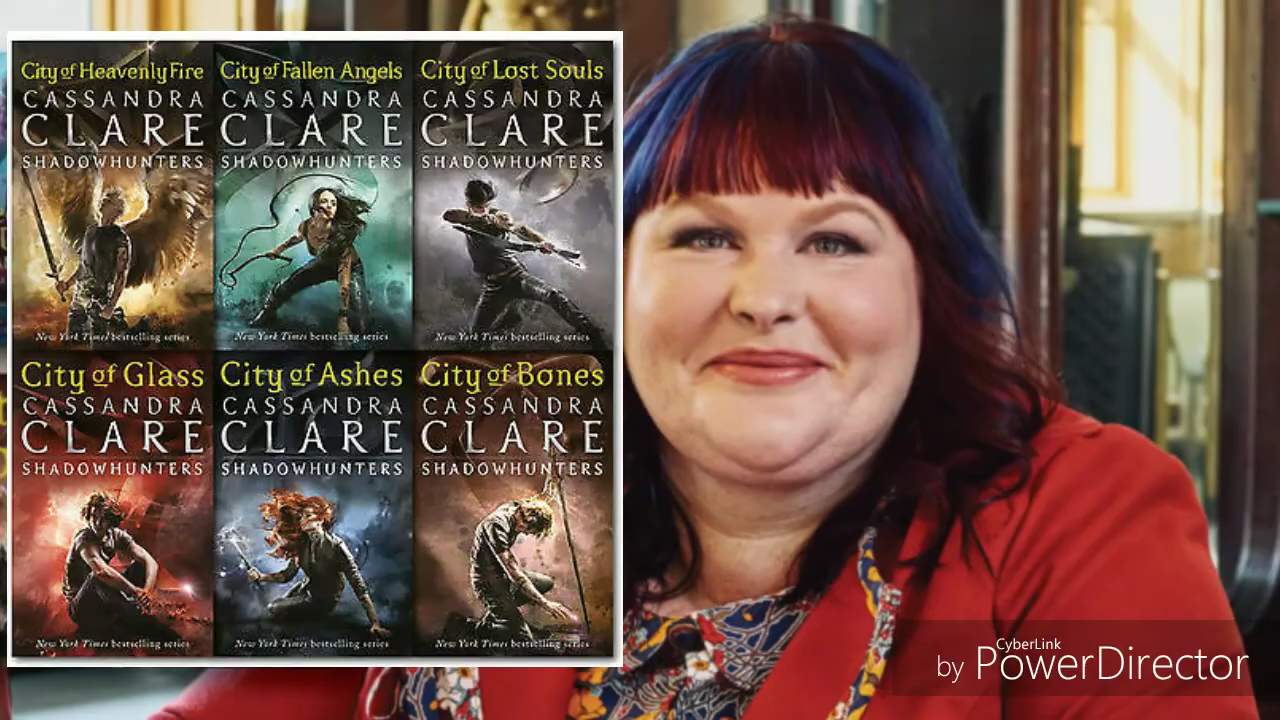 City of Heavenly Fire
CASSANDRA
CLARE
SHADOWHUNTERS
New York Times bestselling series
City of Fallen Angels
CASSANDRA
CLARE
SHADOWHUNTERS
New York Times bestselling series
City of Lost Souls
CASSANDRA
CLARE
SHADOWHUNTERS
New York Times bestselling series
City of Glass
CASSANDRA
CLARE
SHADOWHUNTERS
New York Times bestselling series
City of Ashes
CASSANDRA
CLARE
SHADOWHUNTERS
New York Times bestselling series
City of Bones
CASSANDRA
CLARE
SHADOWHUNTERS
New York Times bestselling series
CyberLink
by PowerDirector